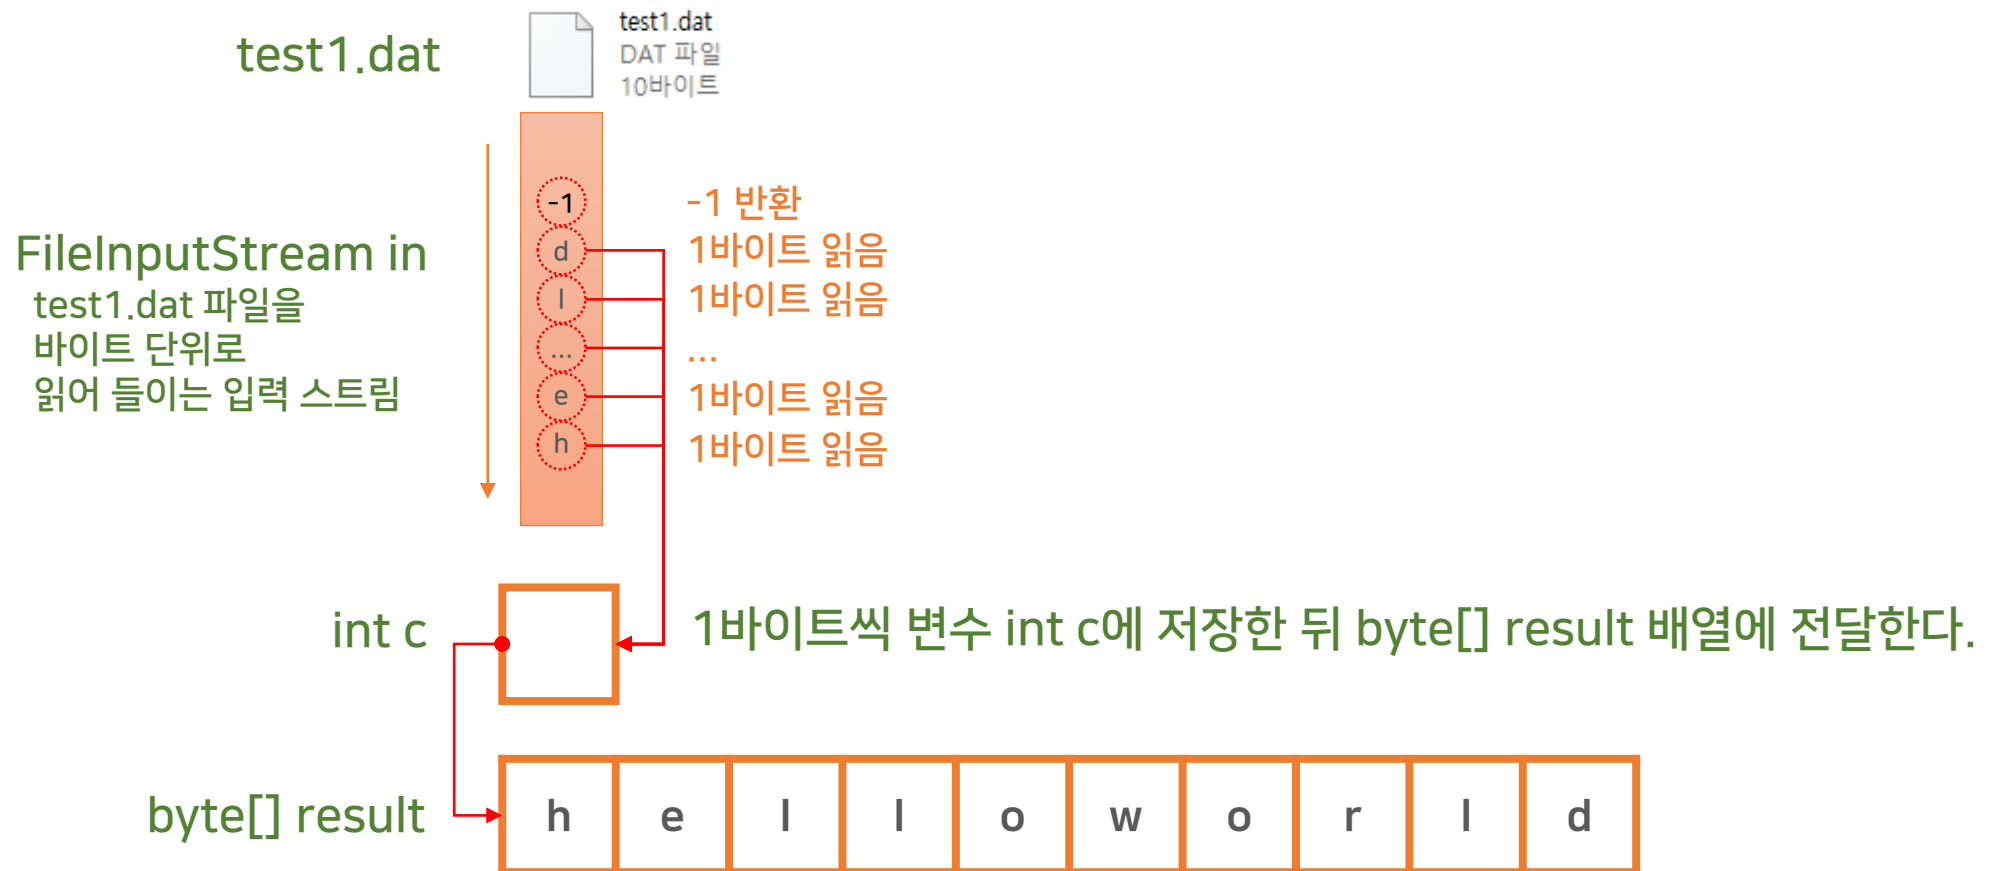 test1.dat
test1.dat
DAT 파일
10바이트
-1
-1 반환
FileInputStream in
d
1바이트 읽음
test1.dat 파일을
l
1바이트 읽음
바이트 단위로
...
...
읽어 들이는 입력 스트림
e
1바이트 읽음
h
1바이트 읽음
int c
1바이트씩 변수 int c에 저장한 뒤 byte[] result 배열에 전달한다.
byte[] result
h e l l o w o r l d